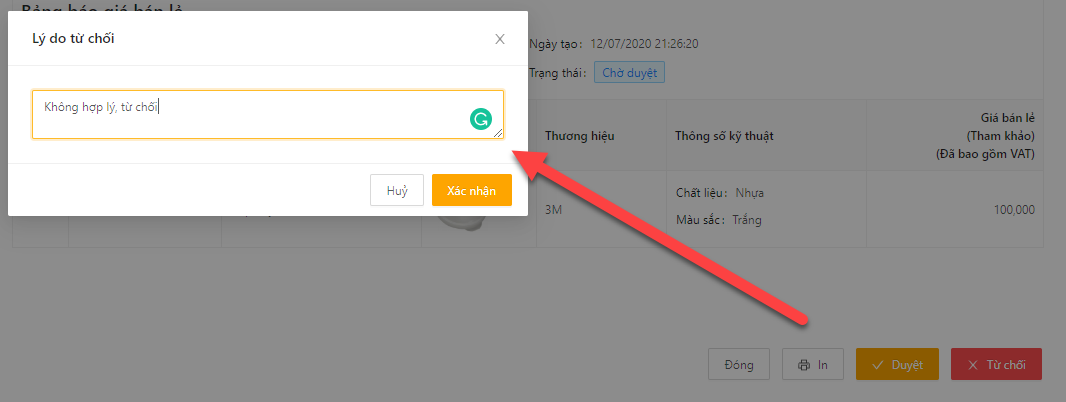 Bảng báo giá bán lẻ
Lý do từ chối
Ngày tạo: 12/07/2020 21:26:20
Trạng thái: Chờ duyệt
Không hợp lý, từ chối
Thương hiệu
Thông số kỹ thuật
Giá bán lẻ
(Tham khảo)
(Đã bao gồm VAT)
Huỷ
Xác nhận
3M
Chất liệu: Nhựa
Màu sắc: Trắng
100,000
Đóng
In
Duyệt
Từ chối